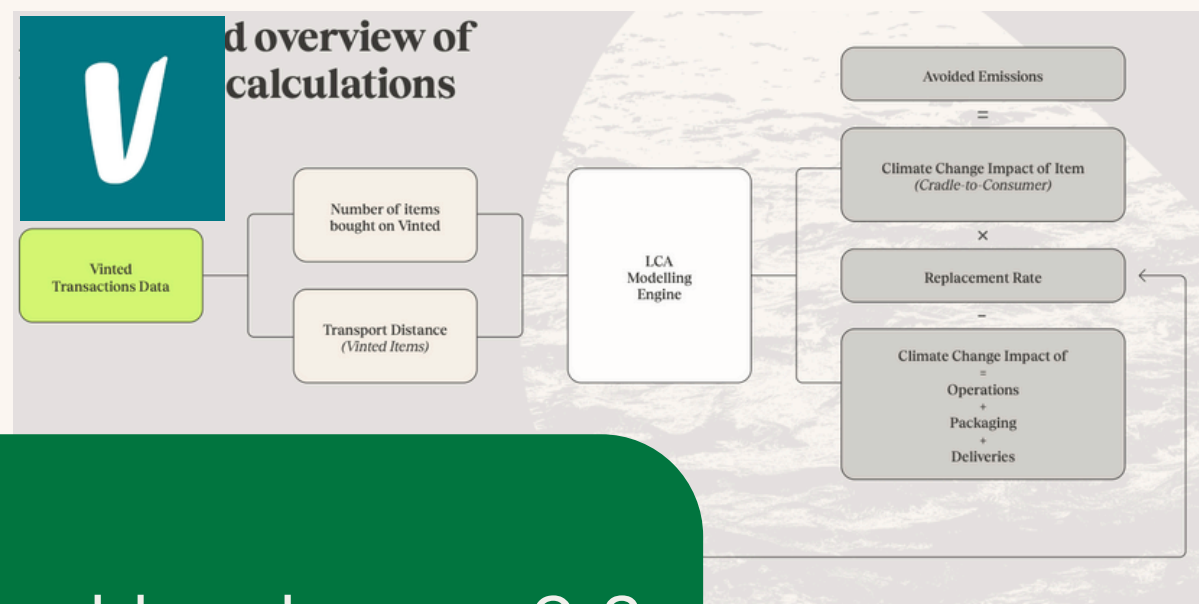 d overview of
calculations
V
Vinted
Transactions Data
Number of items
bought on Vinted
Transport Distance
(Vinted Items)
LCA
Modelling
Engine
Avoided Emissions
=
Climate Change Impact of Item
(Cradle-to-Consumer)
×
Replacement Rate
-
Climate Change Impact of
=
Operations
+
Packaging
+
Deliveries